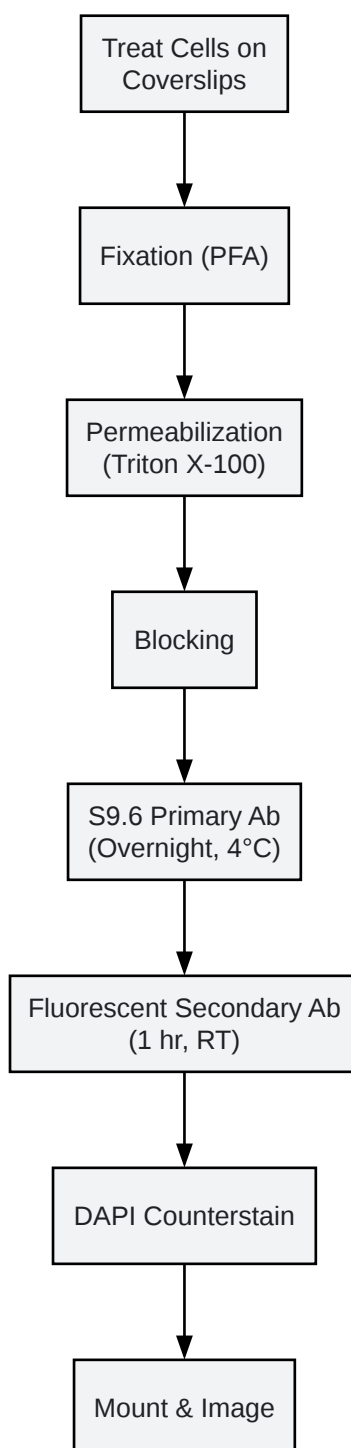 Treat Cells on
Coverslips
Fixation (PFA)
Permeabilization
(Triton X-100)
Blocking
S9.6 Primary Ab
(Overnight, 4°C)
Fluorescent Secondary Ab
(1 hr, RT)
DAPI Counterstain
Mount & Image